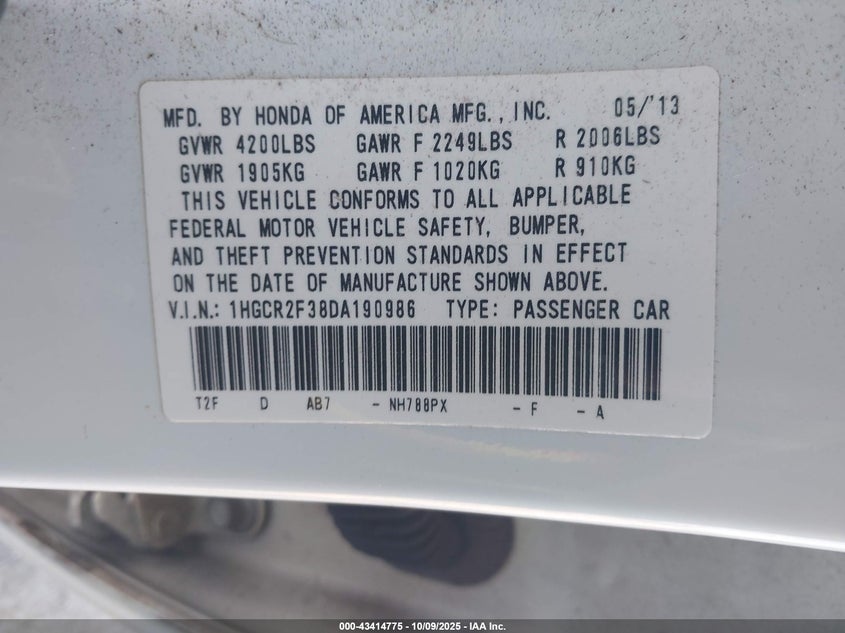 MFD. BY HONDA OF AMERICA MFG., INC. 05/'13
GVWR 4200LBS GAWR F 2249LBS R 2006LBS
GVWR 1905KG GAWR F 1020KG R 910KG
THIS VEHICLE CONFORMS TO ALL APPLICABLE
FEDERAL MOTOR VEHICLE SAFETY, BUMPER,
AND THEFT PREVENTION STANDARDS IN EFFECT
ON THE DATE OF MANUFACTURE SHOWN ABOVE.
V.I.N.: 1HGCR2F38DA190986 TYPE: PASSENGER CAR
T2F D AB7 - NH788PX - F - A
000-43414775 - 10/09/2025 - IAA Inc.